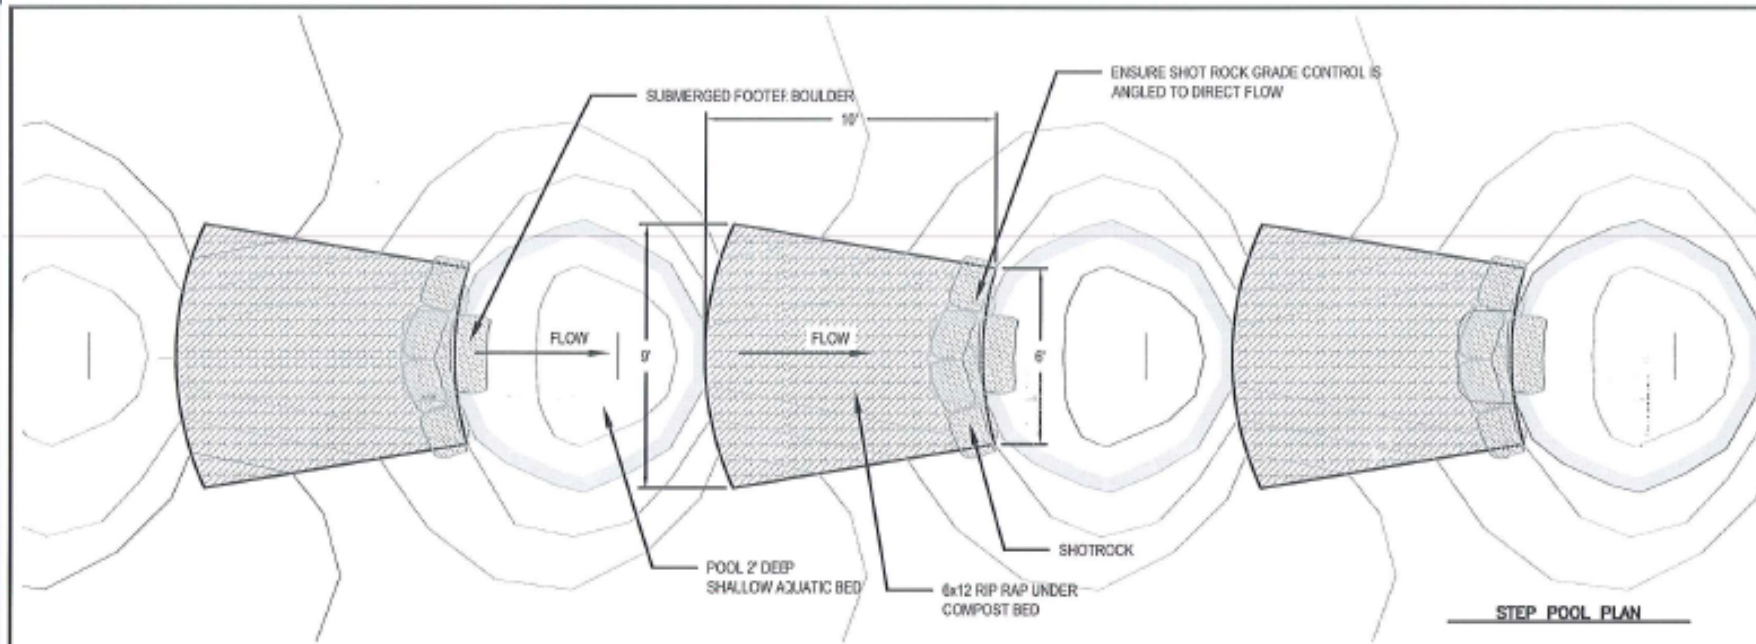 ENSURE SHOT ROCK GRADE CONTROL IS
ANGLED TO DIRECT FLOW
SUBMERGED FOOTER BOULDER
10'
FLOW
9'
FLOW
6'
SHOTROCK
POOL 2' DEEP
SHALLOW AQUATIC BED
6x12 RIP RAP UNDER
COMPOST BED
STEP POOL PLAN